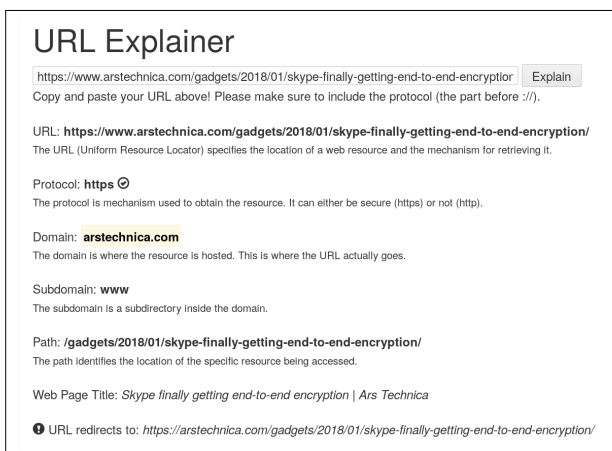 URL Explainer
https://www.arstechnica.com/gadgets/2018/01/skype-finally-getting-end-to-end-encryption Explain
Copy and paste your URL above! Please make sure to include the protocol (the part before ://).
URL: https://www.arstechnica.com/gadgets/2018/01/skype-finally-getting-end-to-end-encryption/
The URL (Uniform Resource Locator) specifies the location of a web resource and the mechanism for retrieving it.
Protocol: https
The protocol is mechanism used to obtain the resource. It can either be secure (https) or not (http).
Domain: arstechnica.com
The domain is where the resource is hosted. This is where the URL actually goes.
Subdomain: www
The subdomain is a subdirectory inside the domain.
Path: /gadgets/2018/01/skype-finally-getting-end-to-end-encryption/
The path identifies the location of the specific resource being accessed.
Web Page Title: Skype finally getting end-to-end encryption | Ars Technica
URL redirects to: https://arstechnica.com/gadgets/2018/01/skype-finally-getting-end-to-end-encryption/